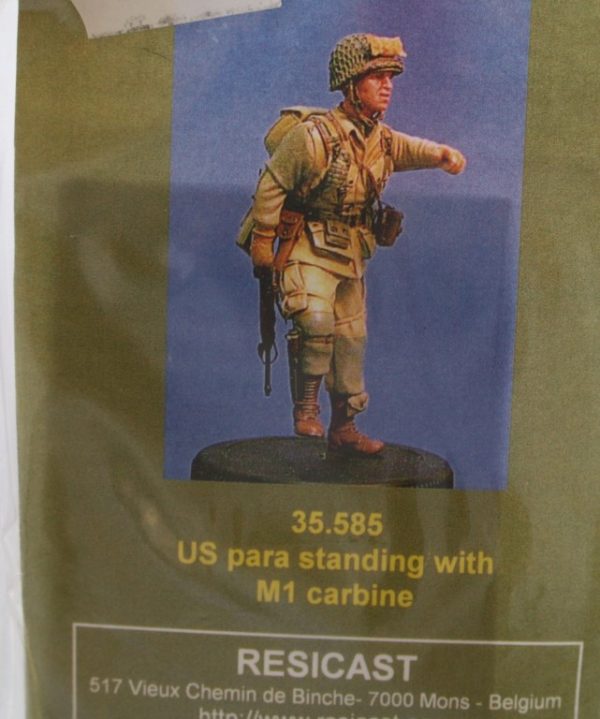 35.585
US para standing with
M1 carbine
RESICAST
517 Vieux Chemin de Binche- 7000 Mons - Belgium